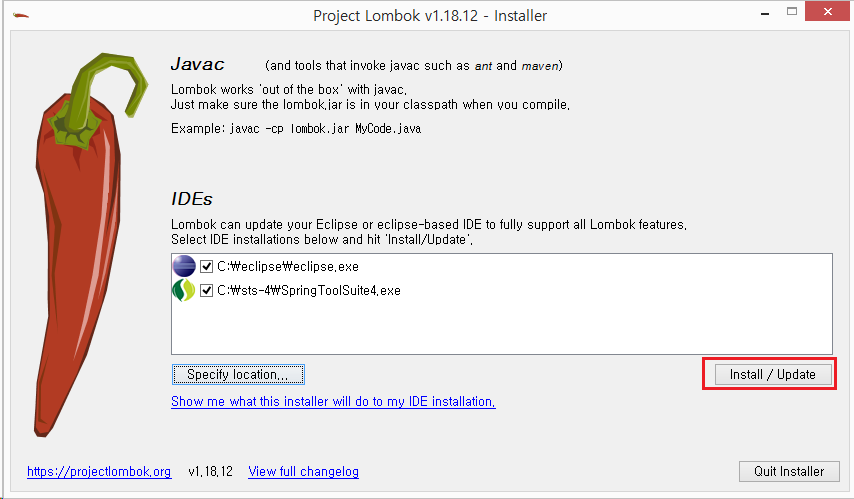 Project Lombok v1.18.12 - Installer
Javac (and tools that invoke javac such as ant and maven)
Lombok works 'out of the box' with javac.
Just make sure the lombok.jar is in your classpath when you compile.
Example: javac -cp lombok.jar MyCode.java
IDEs
Lombok can update your Eclipse or eclipse-based IDE to fully support all Lombok features.
Select IDE installations below and hit 'Install/Update'.
C:₩eclipse₩eclipse.exe
C:₩sts-4₩SpringToolSuite4.exe
Specify location... Install / Update
Show me what this installer will do to my IDE installation.
https://projectlombok.org v1.18.12 View full changelog Quit Installer